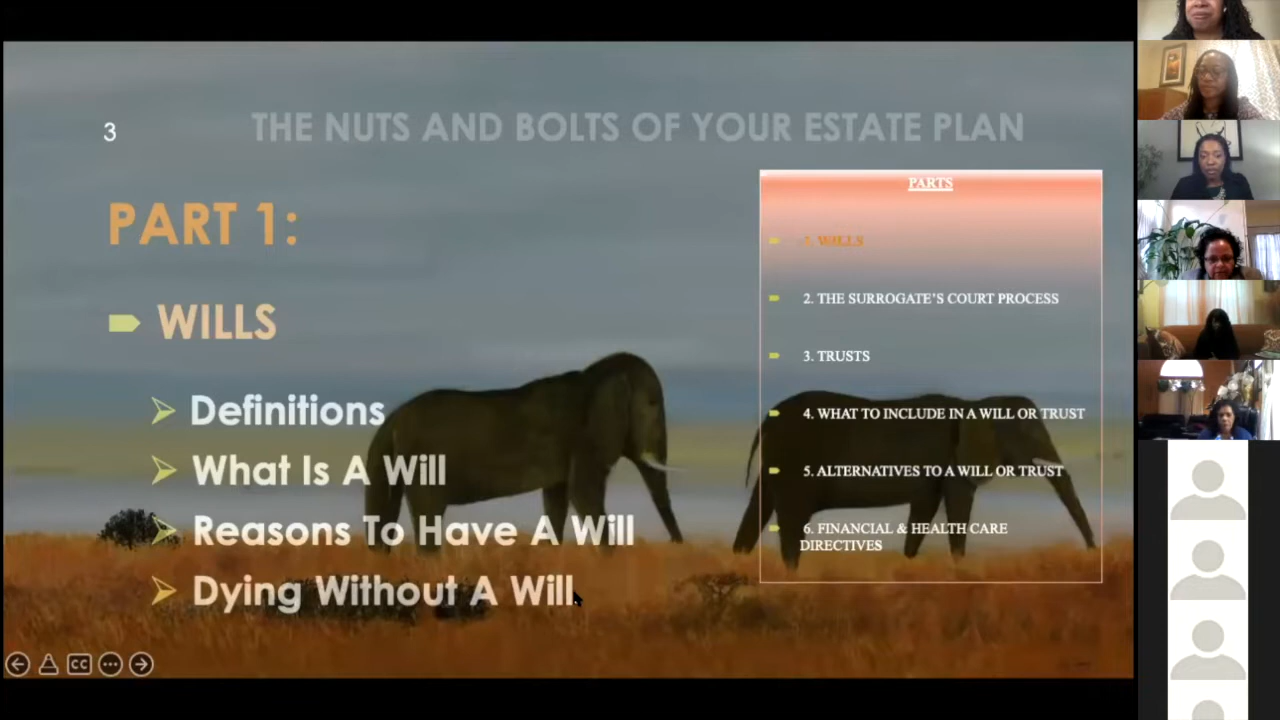 3
THE NUTS AND BOLTS OF YOUR ESTATE PLAN
PART 1:
WILLS
Definitions
What Is A Will
Reasons To Have A Will
Dying Without A Will
PARTS
1. WILLS
2. THE SURROGATE'S COURT PROCESS
3. TRUSTS
4. WHAT TO INCLUDE IN A WILL OR TRUST
5. ALTERNATIVES TO A WILL OR TRUST
6. FINANCIAL & HEALTH CARE
DIRECTIVES
CC